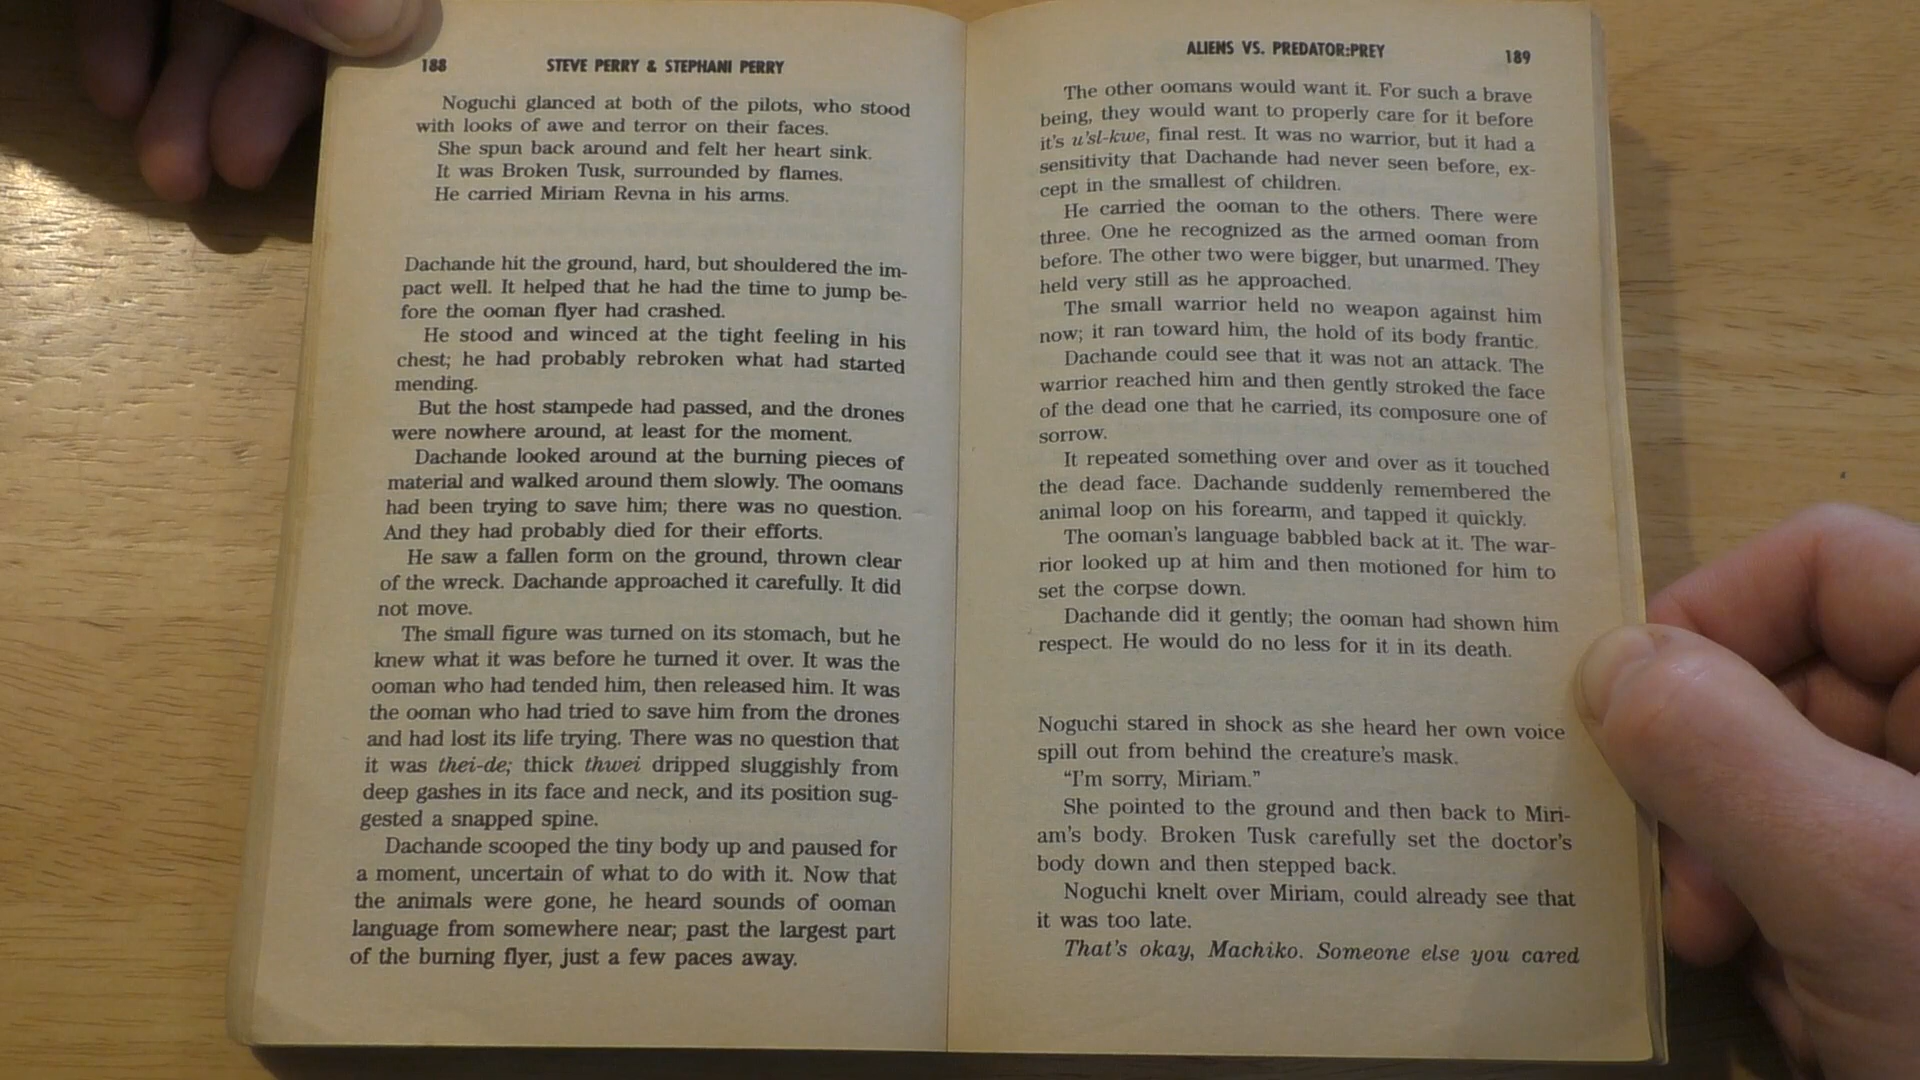 188
STEVE PERRY & STEPHANI PERRY
Noguchi glanced at both of the pilots, who stood
with looks of awe and terror on their faces.
She spun back around and felt her heart sink.
It was Broken Tusk, surrounded by flames.
He carried Miriam Revna in his arms.
Dachande hit the ground, hard, but shouldered the im-
pact well. It helped that he had the time to jump be-
fore the ooman flyer had crashed.
He stood and winced at the tight feeling in his
chest; he had probably rebroken what had started
mending.
But the host stampede had passed, and the drones
were nowhere around, at least for the moment.
Dachande looked around at the burning pieces of
material and walked around them slowly. The oomans
had been trying to save him; there was no question.
And they had probably died for their efforts.
He saw a fallen form on the ground, thrown clear
of the wreck. Dachande approached it carefully. It did
not move.
The small figure was turned on its stomach, but he
knew what it was before he turned it over. It was the
ooman who had tended him, then released him. It was
the ooman who had tried to save him from the drones
and had lost its life trying. There was no question that
it was thei-de; thick thwei dripped sluggishly from
deep gashes in its face and neck, and its position sug-
gested a snapped spine.
Dachande scooped the tiny body up and paused for
a moment, uncertain of what to do with it. Now that
the animals were gone, he heard sounds of ooman
language from somewhere near; past the largest part
of the burning flyer, just a few paces away.
ALIENS VS. PREDATOR:PREY
189
The other oomans would want it. For such a brave
being, they would want to properly care for it before
it's u'sl-kwe, final rest. It was no warrior, but it had a
sensitivity that Dachande had never seen before, ex-
cept in the smallest of children.
He carried the ooman to the others. There were
three. One he recognized as the armed ooman from
before. The other two were bigger, but unarmed. They
held very still as he approached.
The small warrior held no weapon against him
now; it ran toward him, the hold of its body frantic.
Dachande could see that it was not an attack. The
warrior reached him and then gently stroked the face
of the dead one that he carried, its composure one of
sorrow.
It repeated something over and over as it touched
the dead face. Dachande suddenly remembered the
animal loop on his forearm, and tapped it quickly.
The ooman's language babbled back at it. The war-
rior looked up at him and then motioned for him to
set the corpse down.
Dachande did it gently; the ooman had shown him
respect. He would do no less for it in its death.
Noguchi stared in shock as she heard her own voice
spill out from behind the creature's mask.
“I'm sorry, Miriam.”
She pointed to the ground and then back to Miri-
am's body. Broken Tusk carefully set the doctor's
body down and then stepped back.
Noguchi knelt over Miriam, could already see that
it was too late.
That's okay, Machiko. Someone else you cared